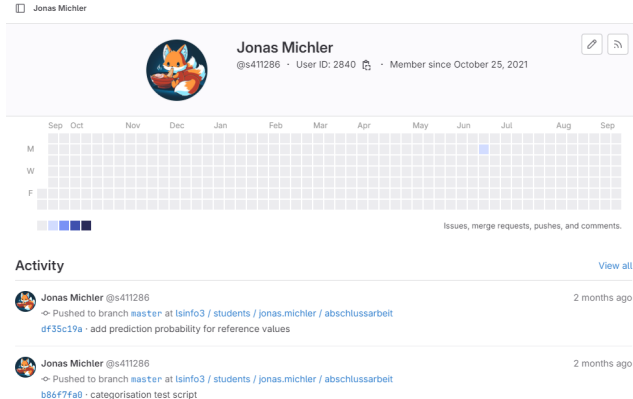 Jonas Michler
Jonas Michler
@s411286 · User ID: 2840 · Member since October 25, 2021
Sep Oct Nov Dec Jan Feb Mar Apr May Jun Jul Aug Sep
M
W
F
Issues, merge requests, pushes, and comments.
Activity View all
Jonas Michler @s411286 2 months ago
Pushed to branch master at lsinfo3 / students / jonas.michler / abschlussarbeit
df35c19a · add prediction probability for reference values
Jonas Michler @s411286 2 months ago
Pushed to branch master at lsinfo3 / students / jonas.michler / abschlussarbeit
b86f7fa0 · categorisation test script